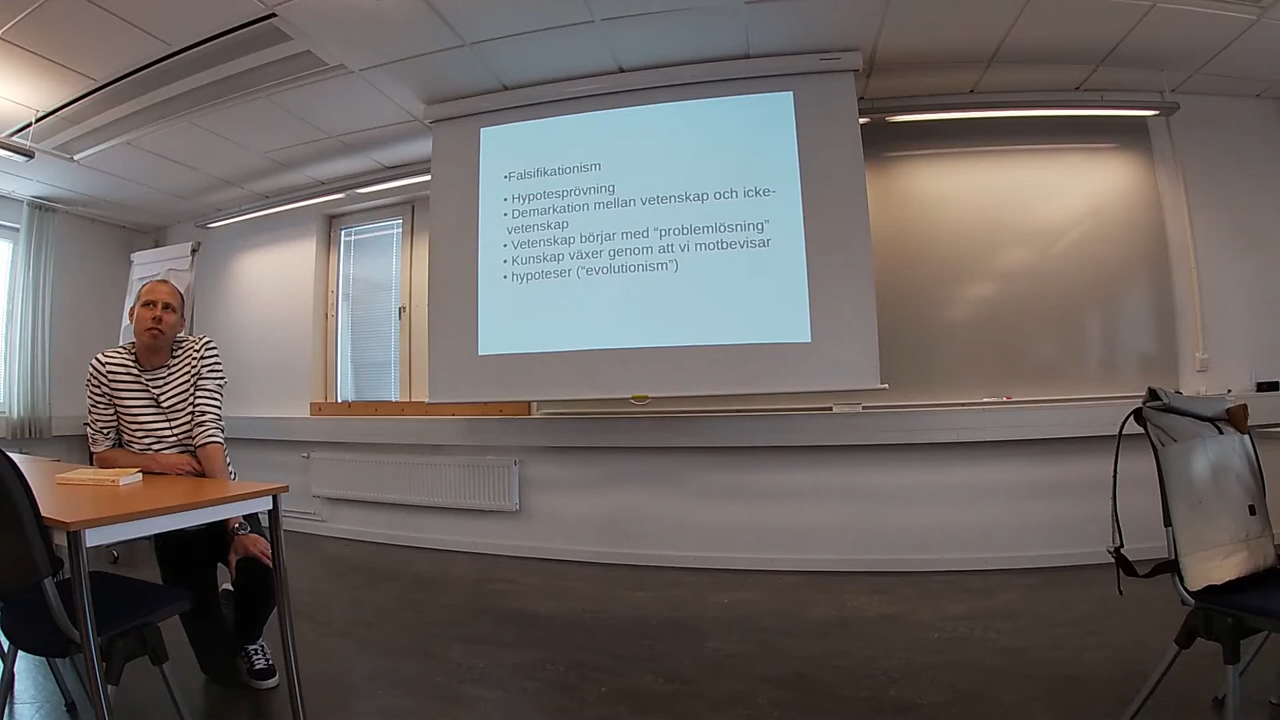 •Falsifikationism
• Hypotesprövning
• Demarkation mellan vetenskap och icke-
vetenskap
• Vetenskap börjar med “problemlösning”
• Kunskap växer genom att vi motbevisar
• hypoteser (“evolutionism”)